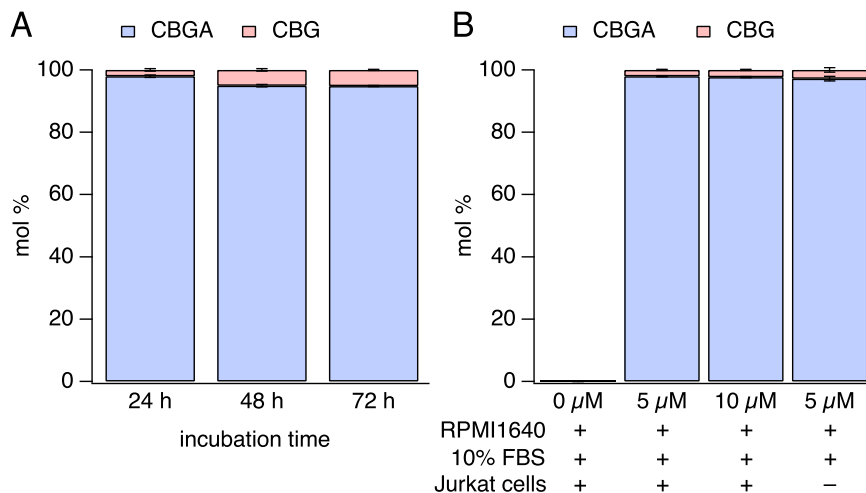 A
CBGA CBG
100
80
60
40
20
0
mol %
24 h 48 h 72 h
incubation time
B
CBGA CBG
100
80
60
40
20
0
mol %
0 µM 5 µM 10 µM 5 µM
RPMI1640 + + + +
10% FBS + + + +
Jurkat cells + + + −